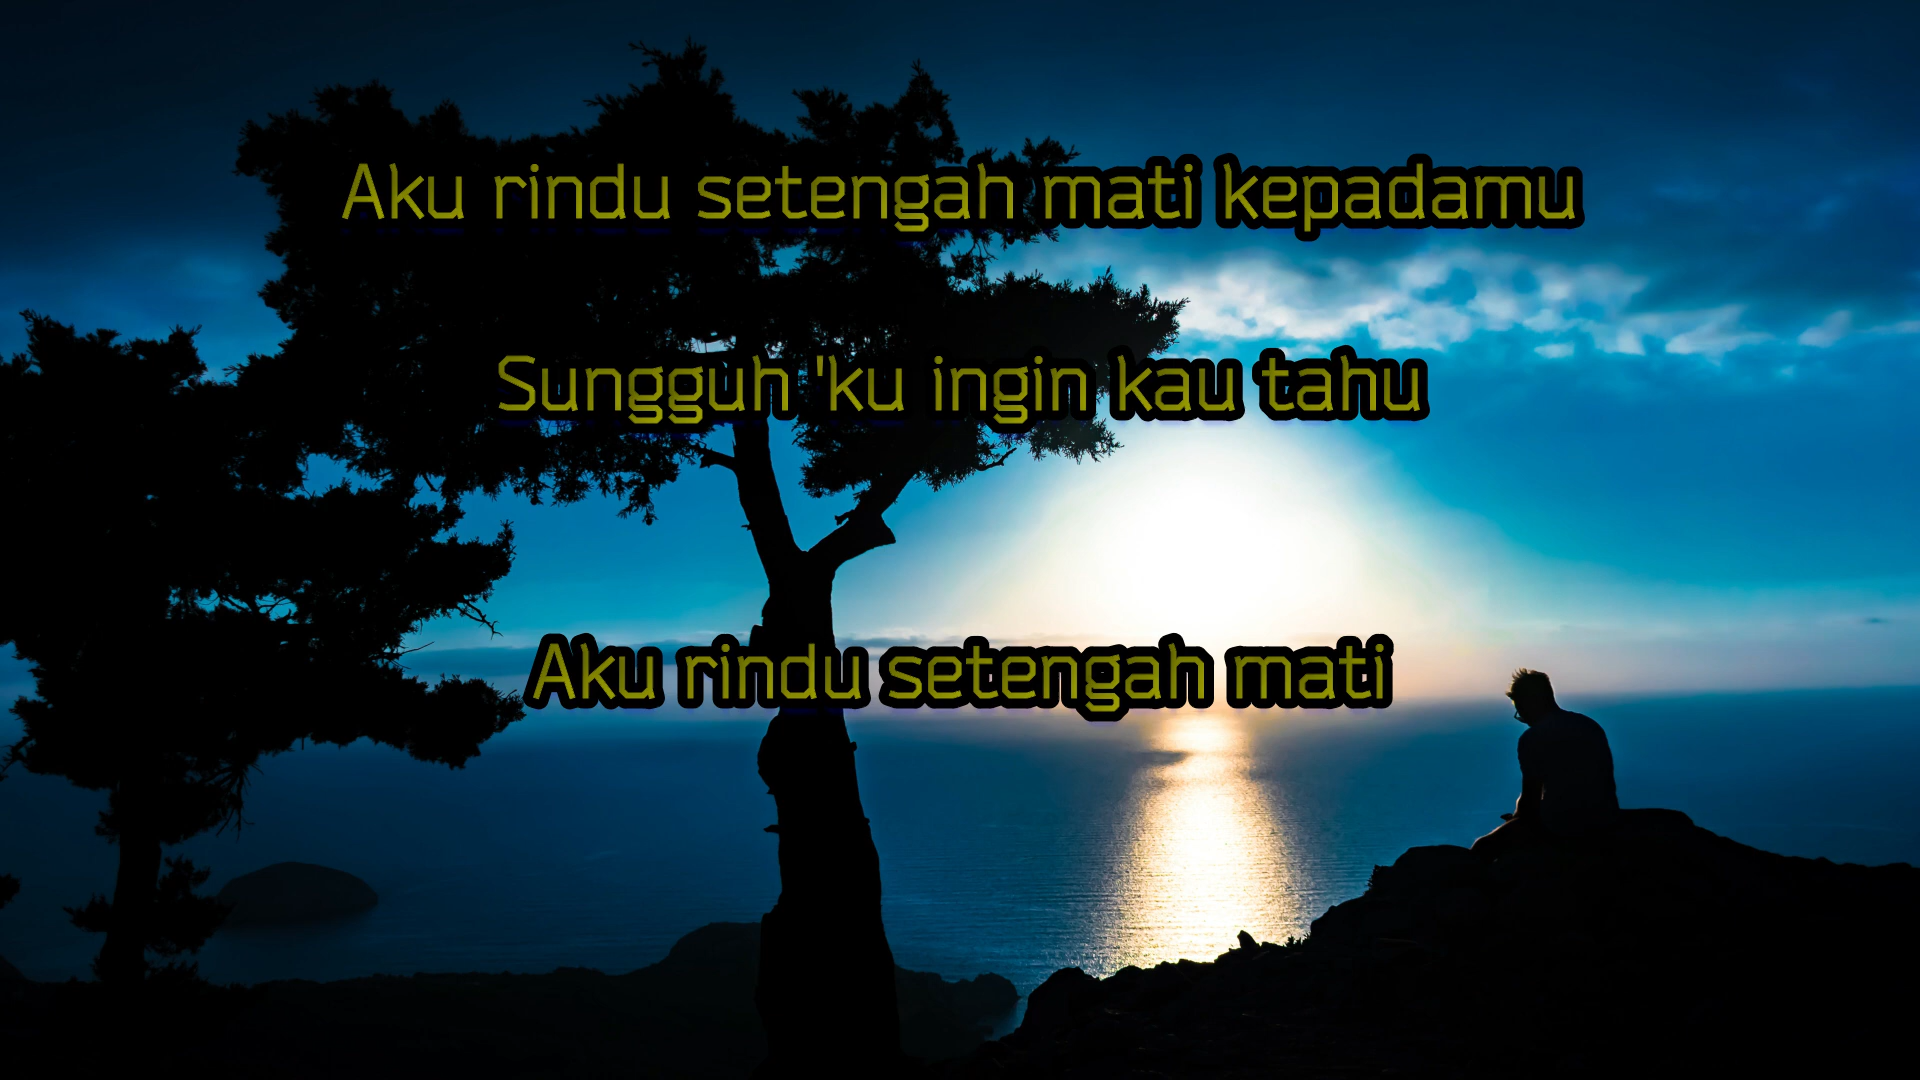 Aku rindu setengah mati kepadamu
Sungguh 'ku ingin kau tahu
Aku rindu setengah mati